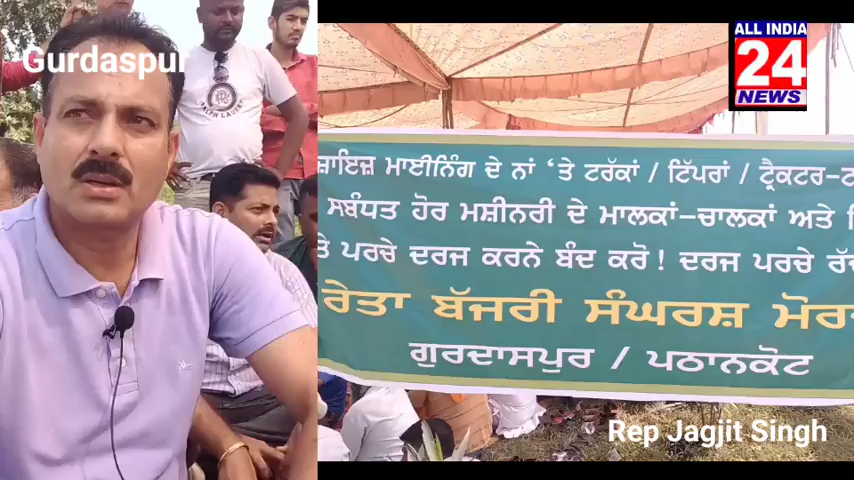 Gurdaspur
ALL INDIA
24
NEWS
ਮਾਈਨਿੰਗ ਦੇ ਨਾਂ 'ਤੇ ਟਰੱਕਾਂ / ਟਿੱਪਰਾਂ / ਟ੍ਰੈਕਟਰ-
ਸਬੰਧਤ ਹੋਰ ਮਸ਼ੀਨਰੀ ਦੇ ਮਾਲਕਾਂ-ਚਾਲਕਾਂ ਅਤੇ
ਪਰਚੇ ਦਰਜ ਕਰਨੇ ਬੰਦ ਕਰੋ! ਦਰਜ ਪਰਚੇ
ਰੇਤਾ ਬੱਜਰੀ ਸੰਘਰਸ਼
ਗੁਰਦਾਸਪੁਰ / ਪਠਾਨਕੋਟ
Rep Jagjit Singh